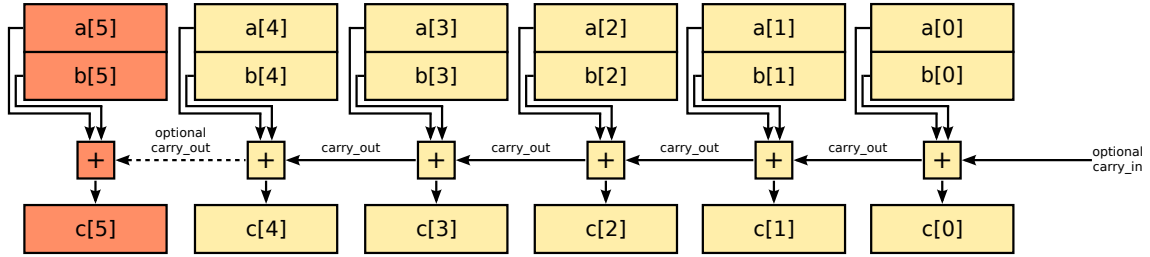 a[5] a[4] a[3] a[2] a[1] a[0]
b[5] b[4] b[3] b[2] b[1] b[0]
optional
carry_out carry_out carry_out carry_out carry_out optional
carry_in
+ + + + + +
c[5] c[4] c[3] c[2] c[1] c[0]